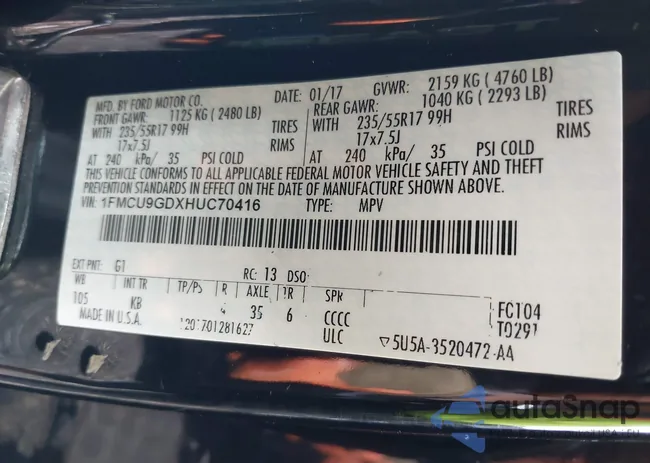 MFD. BY FORD MOTOR CO.
DATE: 01/17 GVWR: 2159 KG ( 4760 LB)
FRONT GAWR: 1125 KG ( 2480 LB) REAR GAWR: 1040 KG ( 2293 LB)
WITH 235/55R17 99H TIRES WITH 235/55R17 99H TIRES
17x7.5J RIMS 17x7.5J RIMS
AT 240 kPa/ 35 PSI COLD AT 240 kPa/ 35 PSI COLD
THIS VEHICLE CONFORMS TO ALL APPLICABLE FEDERAL MOTOR VEHICLE SAFETY AND THEFT
PREVENTION STANDARDS IN EFFECT ON THE DATE OF MANUFACTURE SHOWN ABOVE.
VIN: 1FMCU9GDXHUC70416 TYPE: MPV
EXT PNT: G1 RC: 13 DSO:
WB INT TR TP/PS R AXLE TR SPR
105 KB 4 35 6 CCCC FCT04
MADE IN U.S.A. 1201701281627 ULC T0291
5U5A-3520472-AA
autoSnap